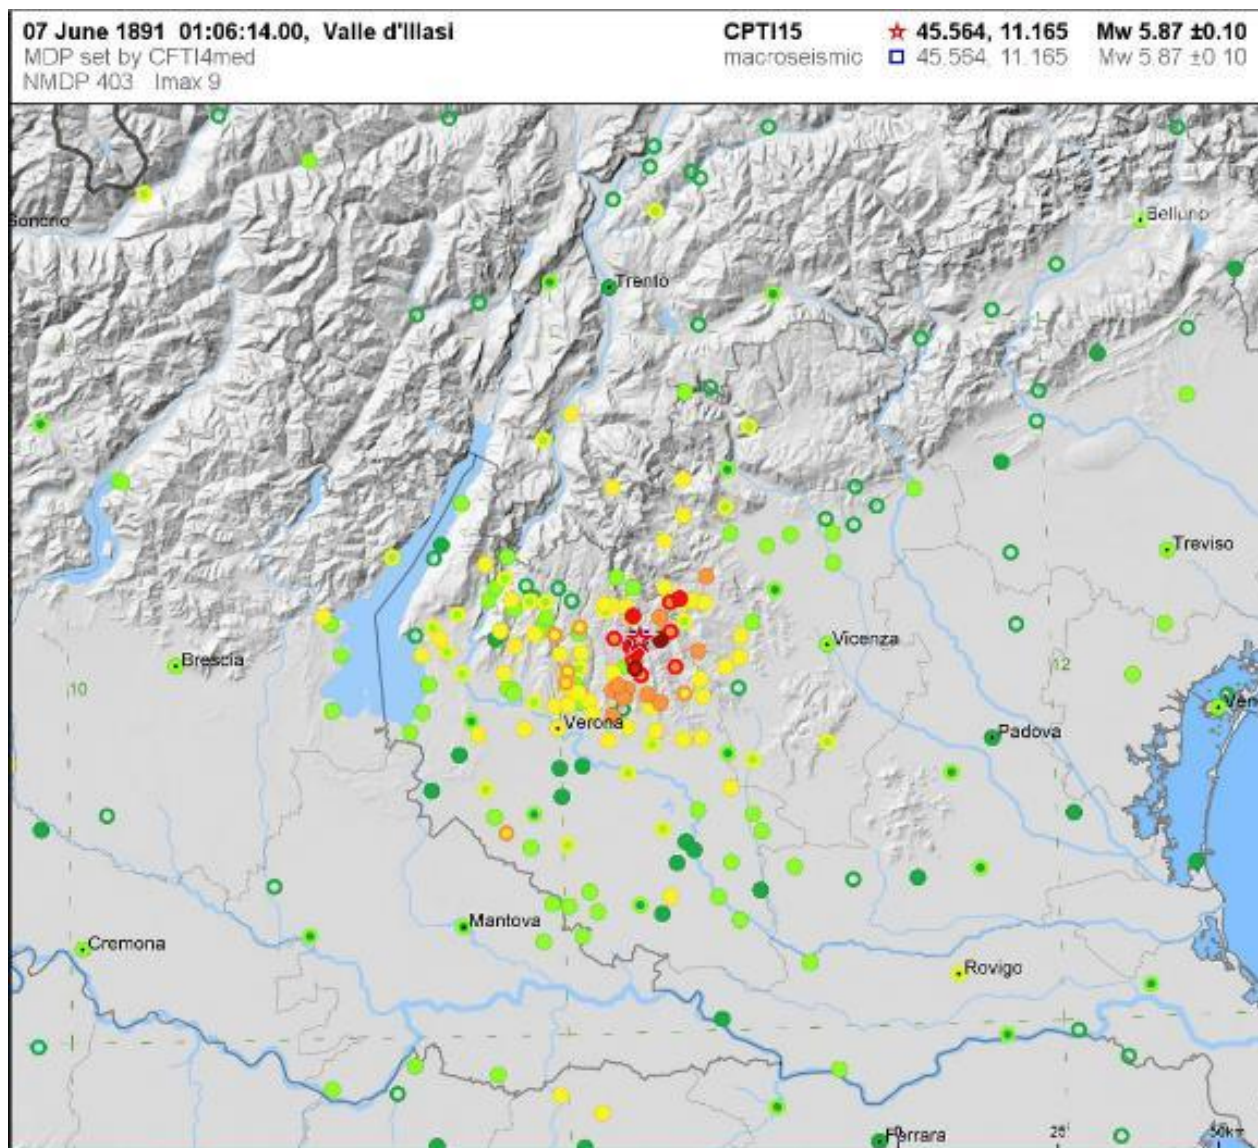 07 June 1891 01:06:14.00, Valle d'Illasi
MDP set by CFTI4med
NMDP 403 Imax 9
CPTI15 45.564, 11.165 Mw 5.87 ±0.10
macroseismic 45.564, 11.165 Mw 5.87 ±0.10
Belluno
Trento
Treviso
Vicenza
12
Brescia
10
Verona
Padova
Mantova
Cremona
Rovigo
Ferrara
0
25